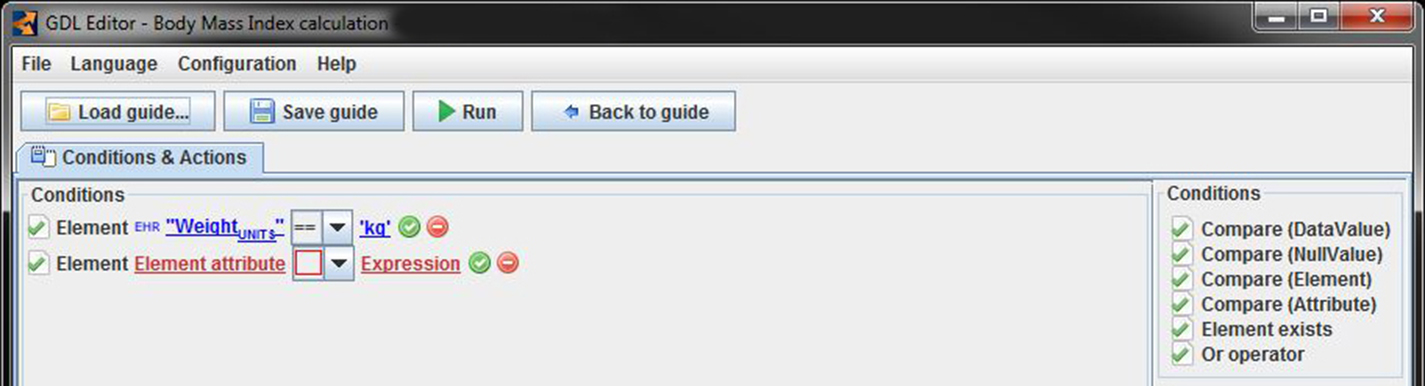 GDL Editor - Body Mass Index calculation
File Language Configuration Help
Load guide... Save guide Run Back to guide
Conditions & Actions
Conditions
Element EHR "Weight UNITS" == 'kg'
Element Element attribute Expression
Conditions
Compare (DataValue)
Compare (NullValue)
Compare (Element)
Compare (Attribute)
Element exists
Or operator